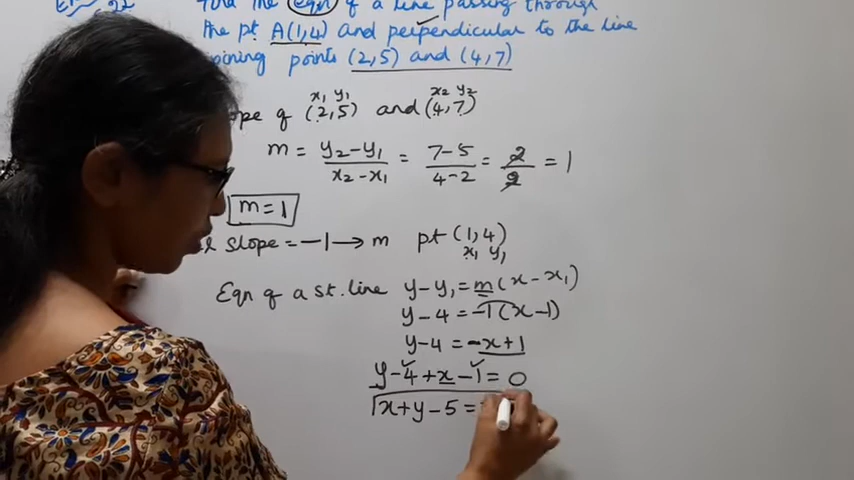 Find the eqn of a line passing through
the pt A(1,4) and perpendicular to the line
joining points (2,5) and (4,7)
x₁ y₁ x₂ y₂
ope of (2,5) and (4,7)
m = y₂-y₁/x₂-x₁ = 7-5/4-2 = 2/2 = 1
m=1
slope = -1 → m pt (1,4)
x₁ y₁
Eqn of a st. line y-y₁ = m(x-x₁)
y-4 = -1(x-1)
y-4 = -x+1
y-4+x-1=0
x+y-5=